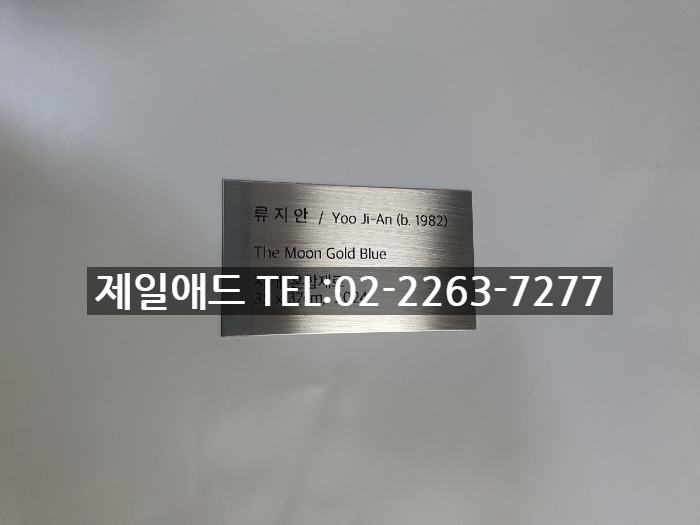 류지안 / Yoo Ji-An (b. 1982)
The Moon Gold Blue
제일애드 TEL:02-2263-7277